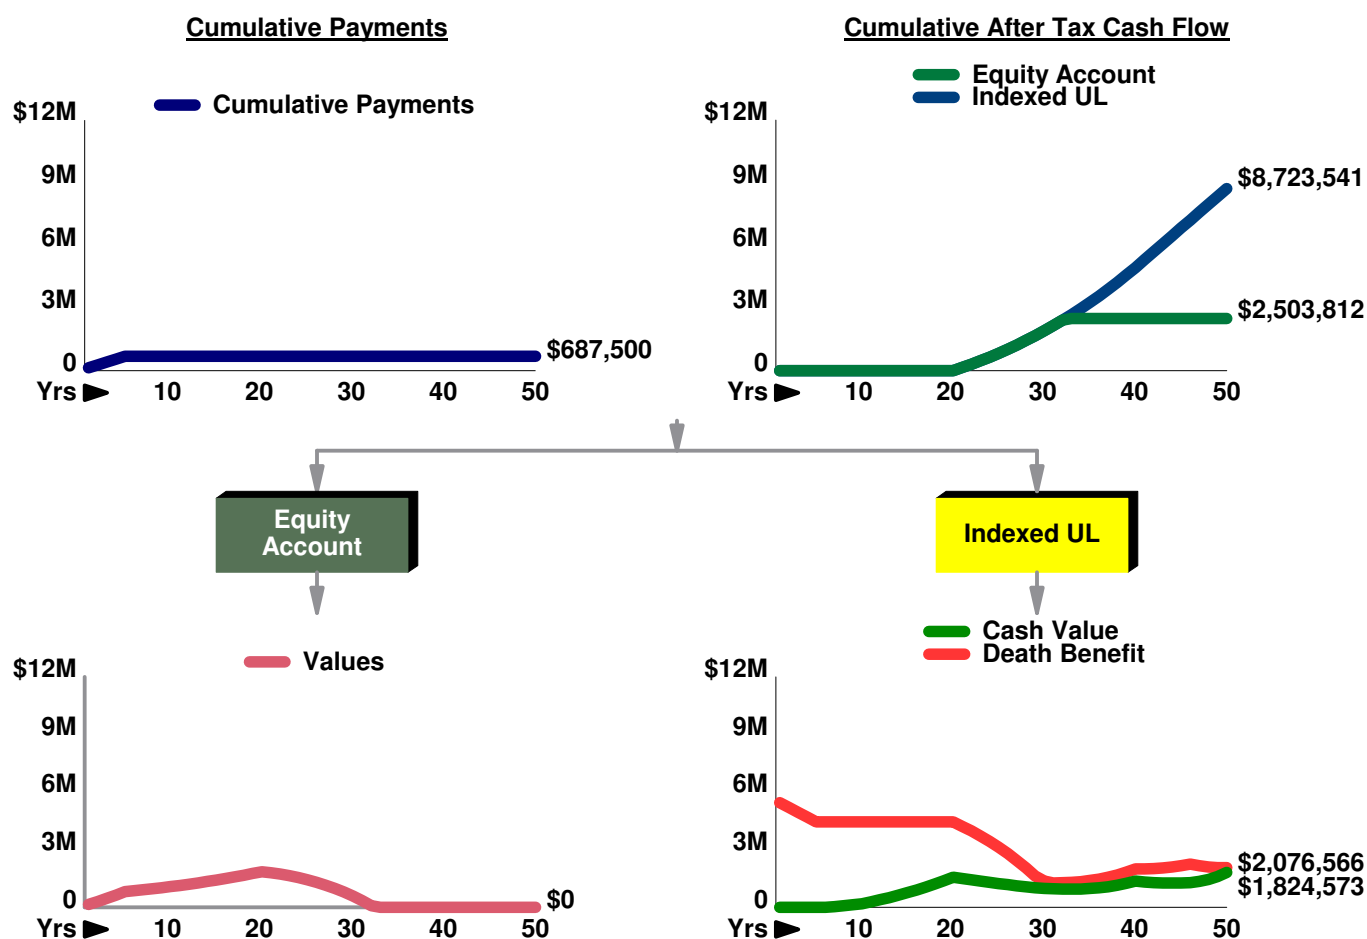 Cumulative Payments
Cumulative Payments
$12M
9M
6M
3M
0
$687,500
Yrs 10 20 30 40 50
Cumulative After Tax Cash Flow
Equity Account
Indexed UL
$12M
9M
$8,723,541
6M
3M
$2,503,812
0
Yrs 10 20 30 40 50
Equity
Account
Indexed UL
Values
$12M
9M
6M
3M
0
$0
Yrs 10 20 30 40 50
Cash Value
Death Benefit
$12M
9M
6M
3M
$2,076,566
$1,824,573
0
Yrs 10 20 30 40 50